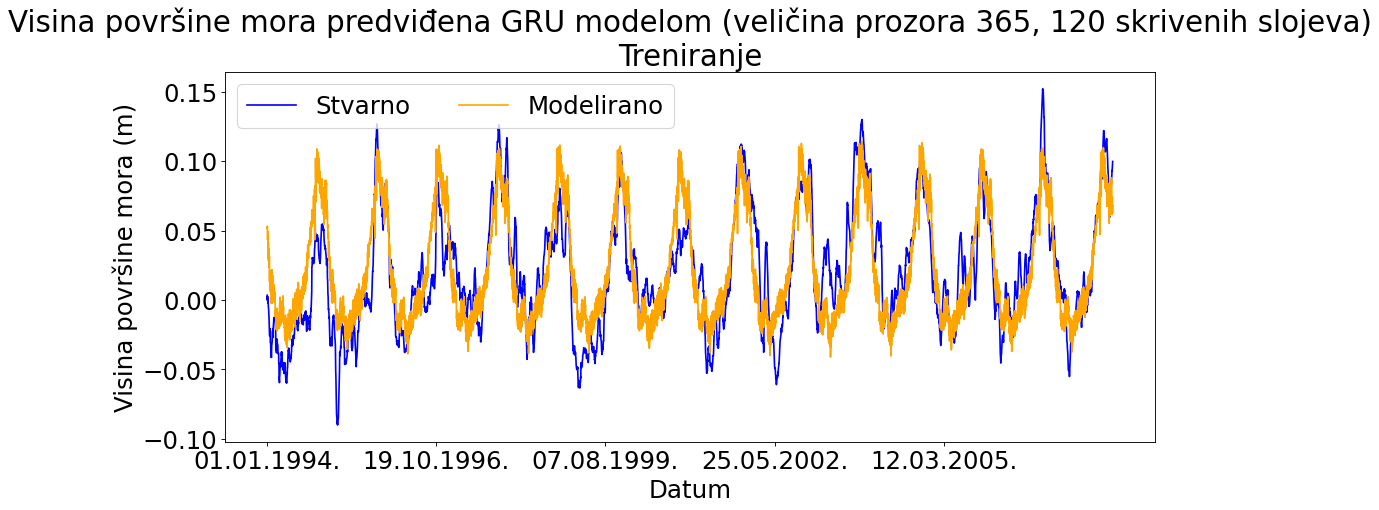 Visina površine mora predviđena GRU modelom (veličina prozora 365, 120 skrivenih slojeva)
Treniranje
Stvarno
Modelirano
Visina površine mora (m)
0.15
0.10
0.05
0.00
−0.05
−0.10
01.01.1994.
19.10.1996.
07.08.1999.
25.05.2002.
12.03.2005.
Datum